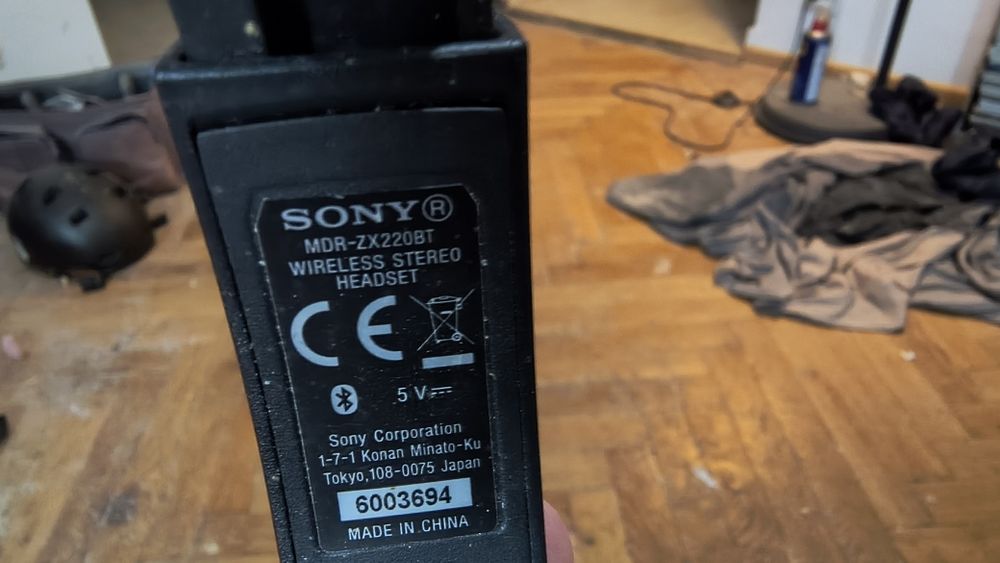 SONY®
MDR-ZX220BT
WIRELESS STEREO
HEADSET
CE
5 V⎓
Sony Corporation
1-7-1 Konan Minato-Ku
Tokyo,108-0075 Japan
6003694
MADE IN CHINA